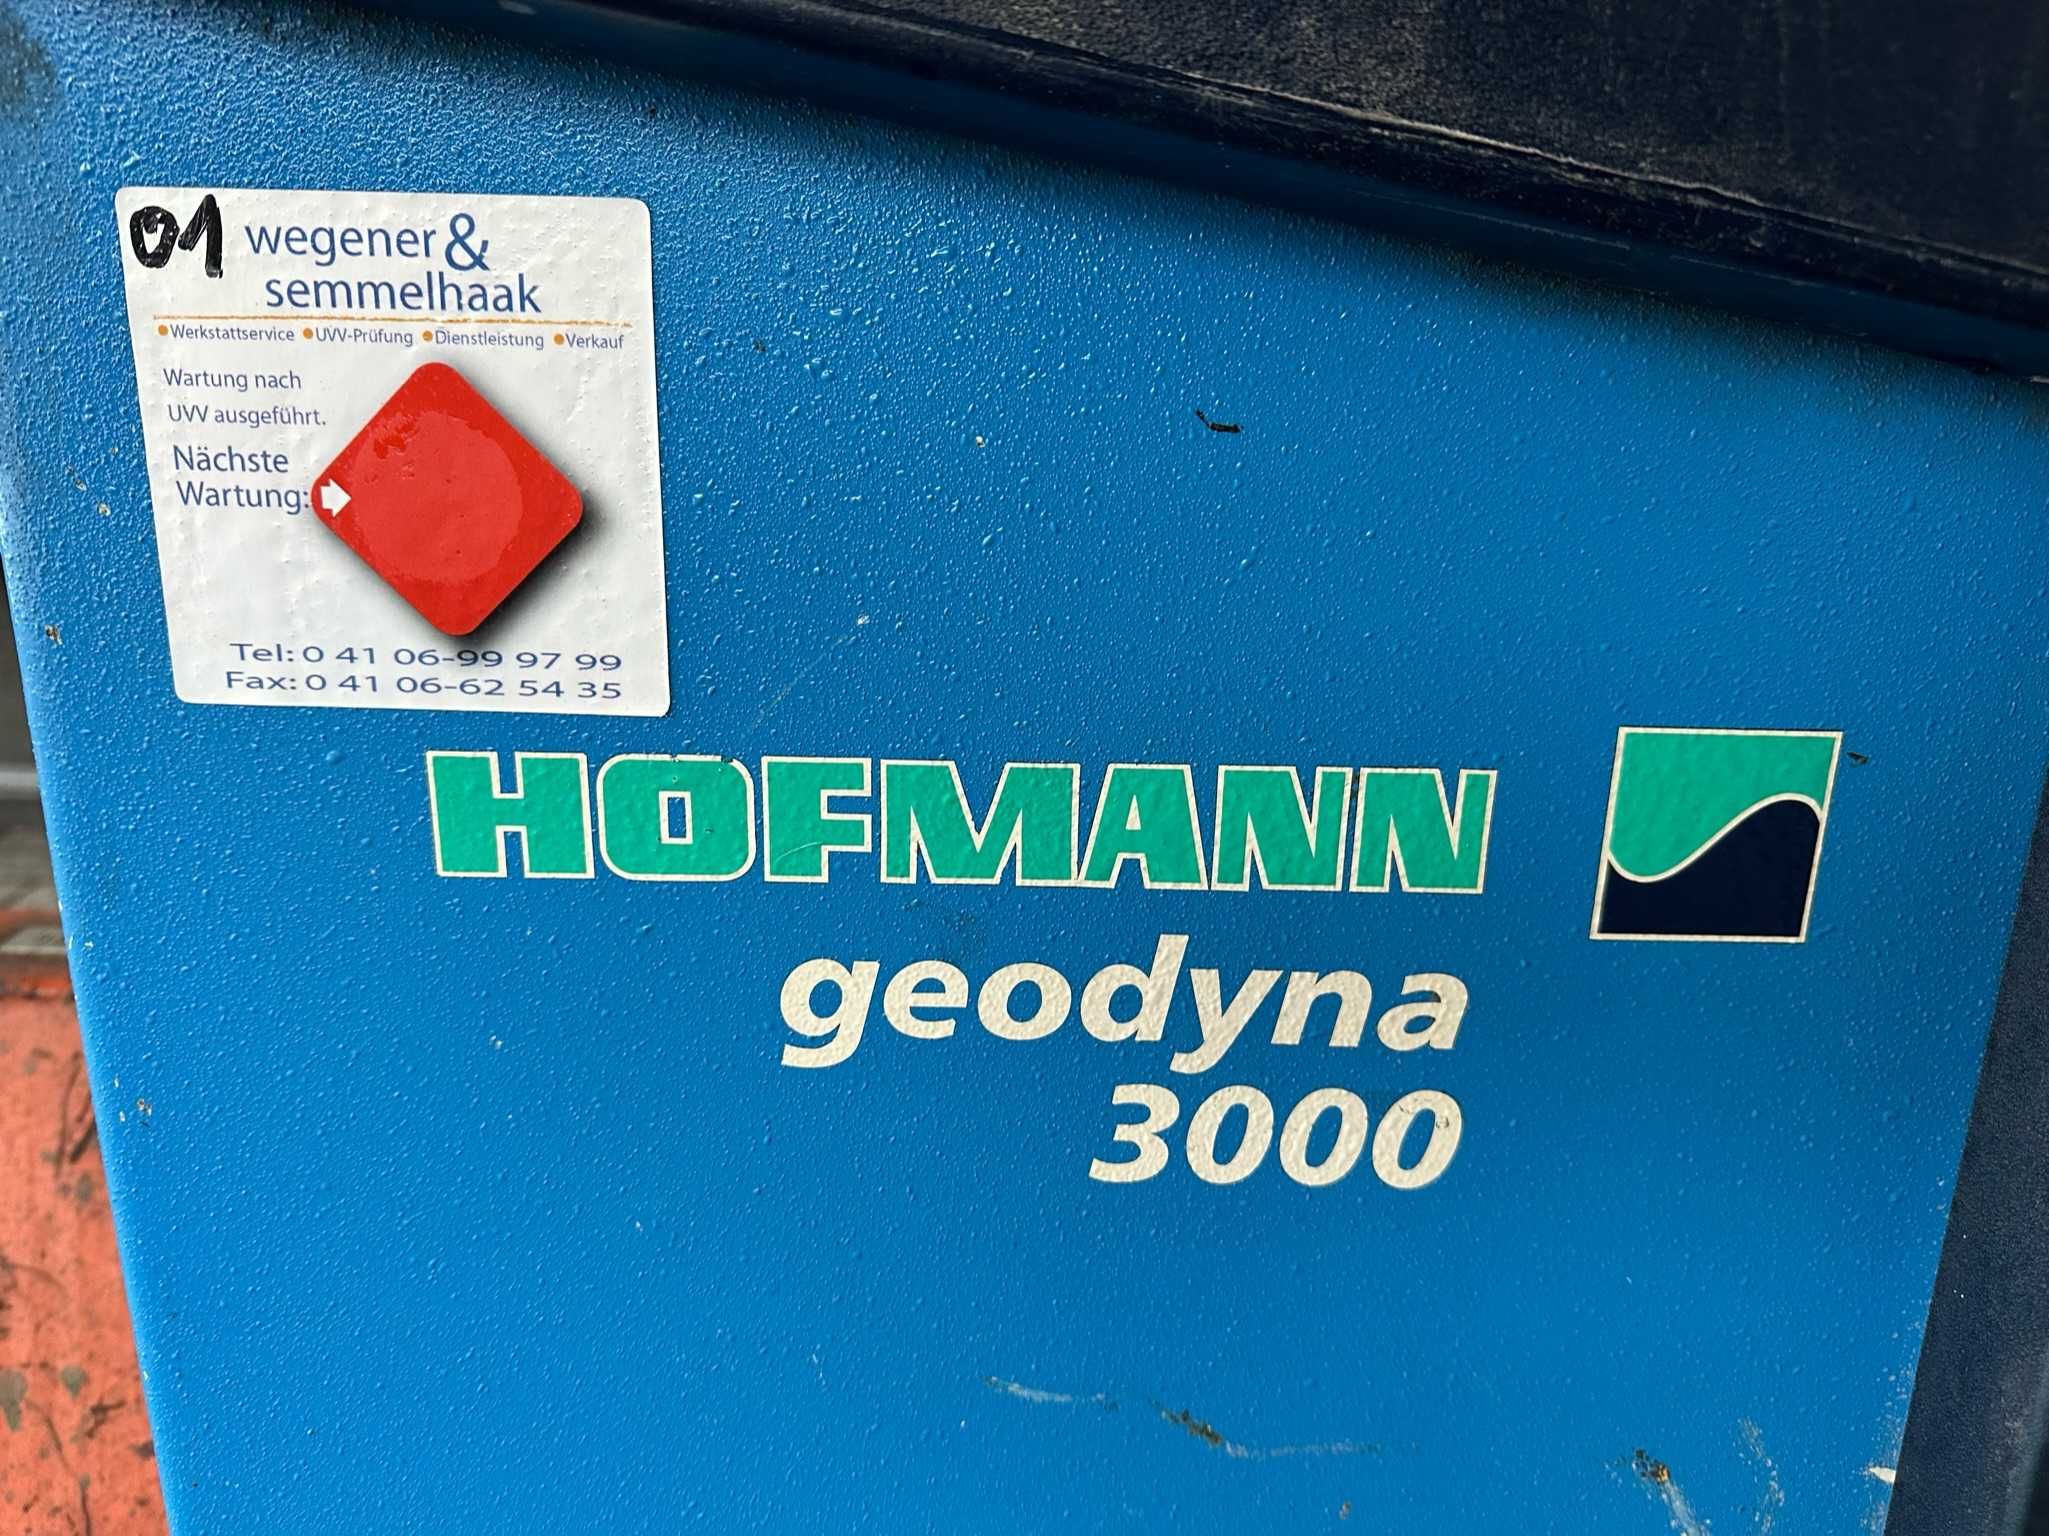 01
wegener &
semmelhaak
•Werkstattservice •UVV-Prüfung •Dienstleistung •Verkauf
Wartung nach
UVV ausgeführt.
Nächste
Wartung:
Tel: 0 41 06-99 97 99
Fax: 0 41 06-62 54 35
HOFMANN
geodyna
3000